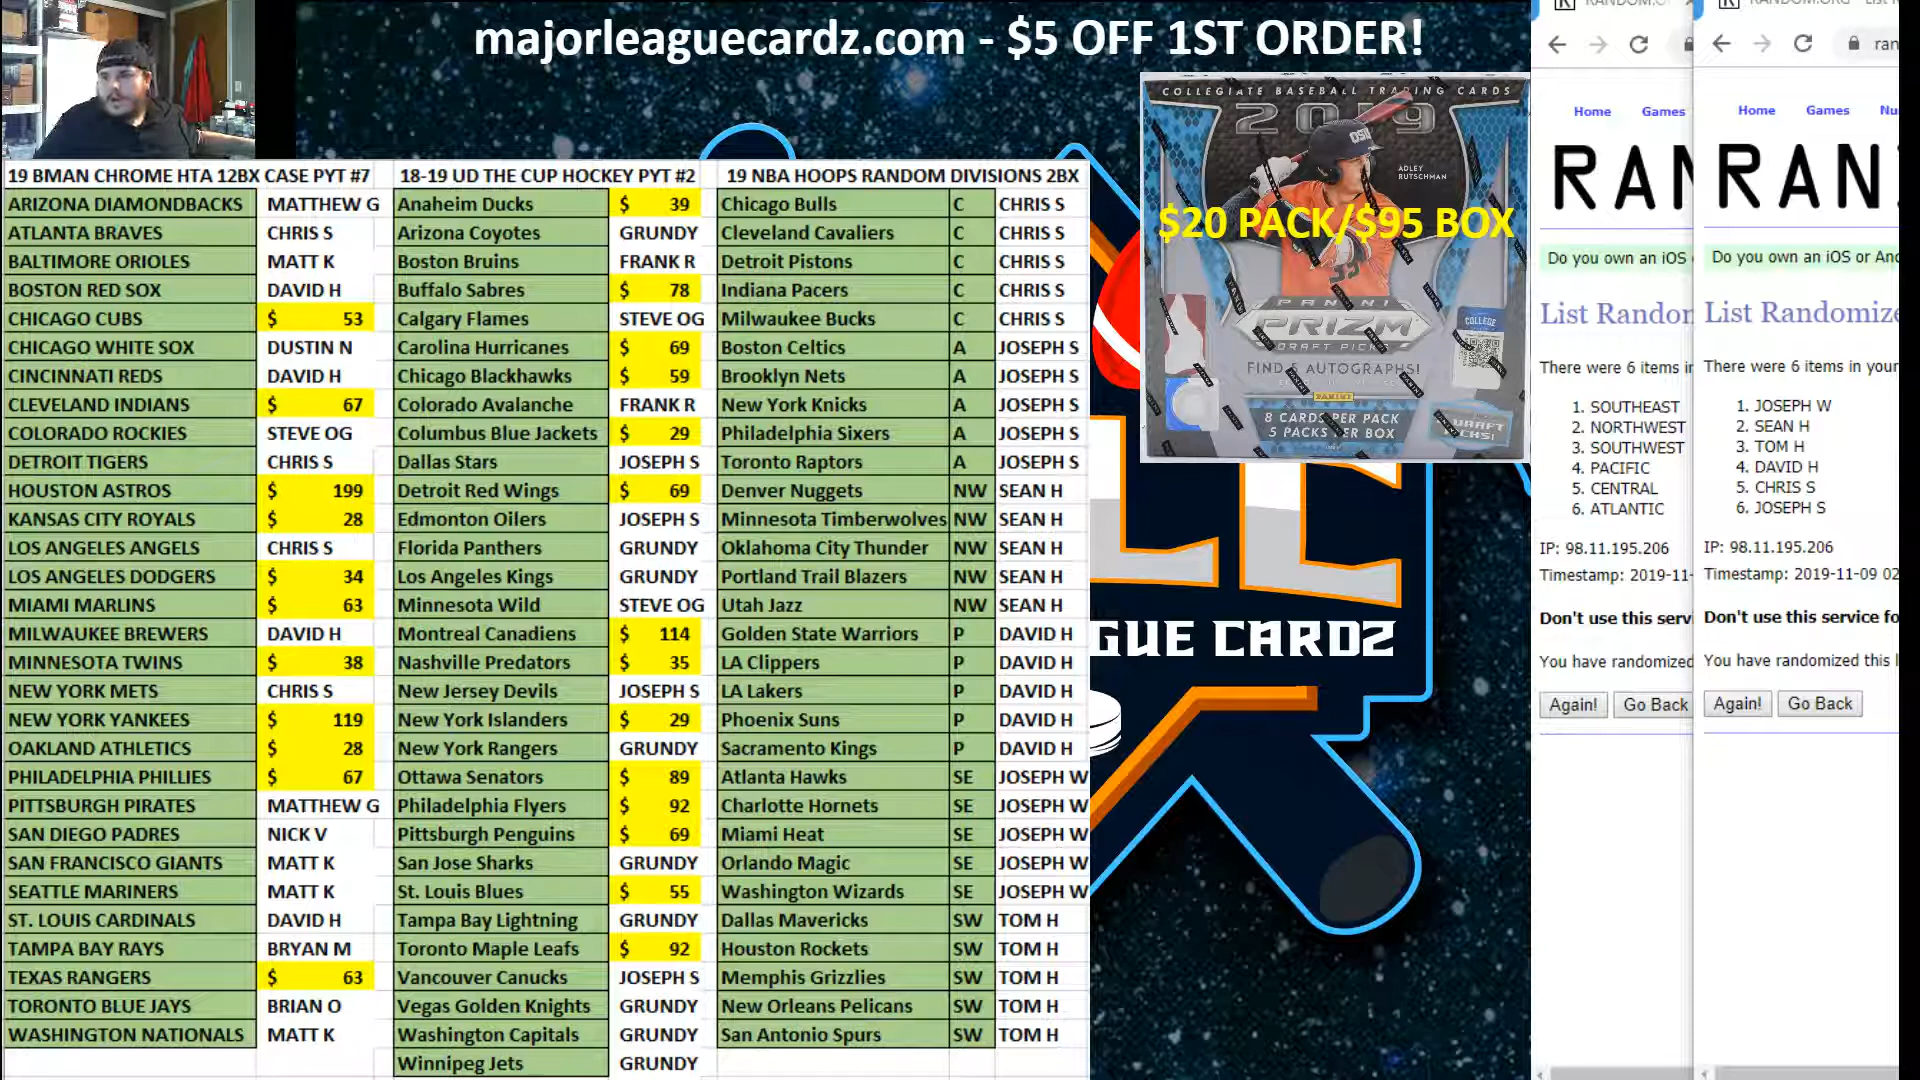 majorleaguecardz.com - $5 OFF 1ST ORDER!
19 BMAN CHROME HTA 12BX CASE PYT #7
ARIZONA DIAMONDBACKS MATTHEW G
ATLANTA BRAVES CHRIS S
BALTIMORE ORIOLES MATT K
BOSTON RED SOX DAVID H
CHICAGO CUBS $ 53
CHICAGO WHITE SOX DUSTIN N
CINCINNATI REDS DAVID H
CLEVELAND INDIANS $ 67
COLORADO ROCKIES STEVE OG
DETROIT TIGERS CHRIS S
HOUSTON ASTROS $ 199
KANSAS CITY ROYALS $ 28
LOS ANGELES ANGELS CHRIS S
LOS ANGELES DODGERS $ 34
MIAMI MARLINS $ 63
MILWAUKEE BREWERS DAVID H
MINNESOTA TWINS $ 38
NEW YORK METS CHRIS S
NEW YORK YANKEES $ 119
OAKLAND ATHLETICS $ 28
PHILADELPHIA PHILLIES $ 67
PITTSBURGH PIRATES MATTHEW G
SAN DIEGO PADRES NICK V
SAN FRANCISCO GIANTS MATT K
SEATTLE MARINERS MATT K
ST. LOUIS CARDINALS DAVID H
TAMPA BAY RAYS BRYAN M
TEXAS RANGERS $ 63
TORONTO BLUE JAYS BRIAN O
WASHINGTON NATIONALS MATT K
18-19 UD THE CUP HOCKEY PYT #2
Anaheim Ducks $ 39
Arizona Coyotes GRUNDY
Boston Bruins FRANK R
Buffalo Sabres $ 78
Calgary Flames STEVE OG
Carolina Hurricanes $ 69
Chicago Blackhawks $ 59
Colorado Avalanche FRANK R
Columbus Blue Jackets $ 29
Dallas Stars JOSEPH S
Detroit Red Wings $ 69
Edmonton Oilers JOSEPH S
Florida Panthers GRUNDY
Los Angeles Kings GRUNDY
Minnesota Wild STEVE OG
Montreal Canadiens $ 114
Nashville Predators $ 35
New Jersey Devils JOSEPH S
New York Islanders $ 29
New York Rangers GRUNDY
Ottawa Senators $ 89
Philadelphia Flyers $ 92
Pittsburgh Penguins $ 69
San Jose Sharks GRUNDY
St. Louis Blues $ 55
Tampa Bay Lightning GRUNDY
Toronto Maple Leafs $ 92
Vancouver Canucks JOSEPH S
Vegas Golden Knights GRUNDY
Washington Capitals GRUNDY
Winnipeg Jets GRUNDY
19 NBA HOOPS RANDOM DIVISIONS 2BX
Chicago Bulls C CHRIS S
Cleveland Cavaliers C CHRIS S
Detroit Pistons C CHRIS S
Indiana Pacers C CHRIS S
Milwaukee Bucks C CHRIS S
Boston Celtics A JOSEPH S
Brooklyn Nets A JOSEPH S
New York Knicks A JOSEPH S
Philadelphia Sixers A JOSEPH S
Toronto Raptors A JOSEPH S
Denver Nuggets NW SEAN H
Minnesota Timberwolves NW SEAN H
Oklahoma City Thunder NW SEAN H
Portland Trail Blazers NW SEAN H
Utah Jazz NW SEAN H
Golden State Warriors P DAVID H
LA Clippers P DAVID H
LA Lakers P DAVID H
Phoenix Suns P DAVID H
Sacramento Kings P DAVID H
Atlanta Hawks SE JOSEPH W
Charlotte Hornets SE JOSEPH W
Miami Heat SE JOSEPH W
Orlando Magic SE JOSEPH W
Washington Wizards SE JOSEPH W
Dallas Mavericks SW TOM H
Houston Rockets SW TOM H
Memphis Grizzlies SW TOM H
New Orleans Pelicans SW TOM H
San Antonio Spurs SW TOM H
COLLEGIATE BASEBALL TRADING CARDS
2019
OSU
ADLEY
RUTSCHMAN
$20 PACK/$95 BOX
PANINI
PRIZM
DRAFT PICKS
COLLEGE
FIND 5 AUTOGRAPHS!
PANINI
8 CARDS PER PACK
5 PACKS PER BOX
GUE CARDZ
Home Games
RAN
Do you own an iOS
List Randor
There were 6 items ir
1. SOUTHEAST
2. NORTHWEST
3. SOUTHWEST
4. PACIFIC
5. CENTRAL
6. ATLANTIC
IP: 98.11.195.206
Timestamp: 2019-11-
Don't use this serv
You have randomized
Again! Go Back
ran
Home Games Nu
RAN
Do you own an iOS or And
List Randomize
There were 6 items in your
1. JOSEPH W
2. SEAN H
3. TOM H
4. DAVID H
5. CHRIS S
6. JOSEPH S
IP: 98.11.195.206
Timestamp: 2019-11-09 02
Don't use this service fo
You have randomized this l
Again! Go Back